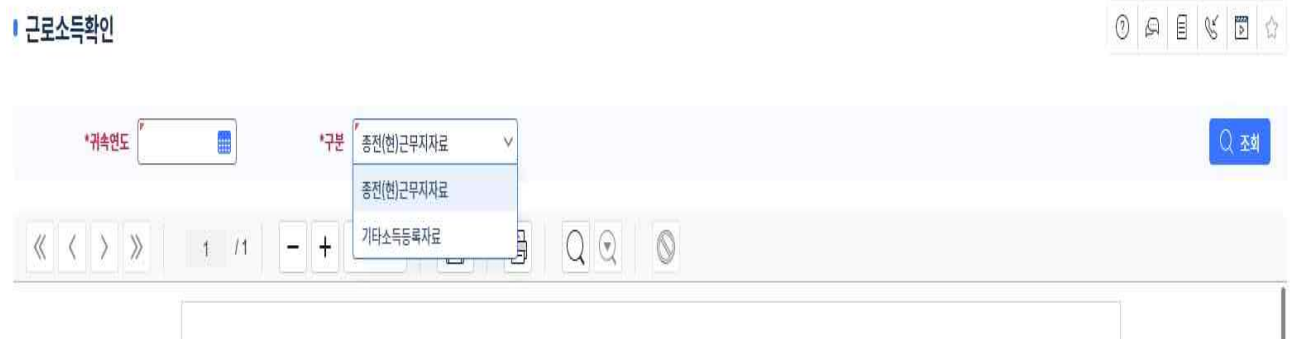 근로소득확인
*귀속연도 *구분 종전(현)근무지자료 조회
종전(현)근무지자료
기타소득등록자료
1 /1